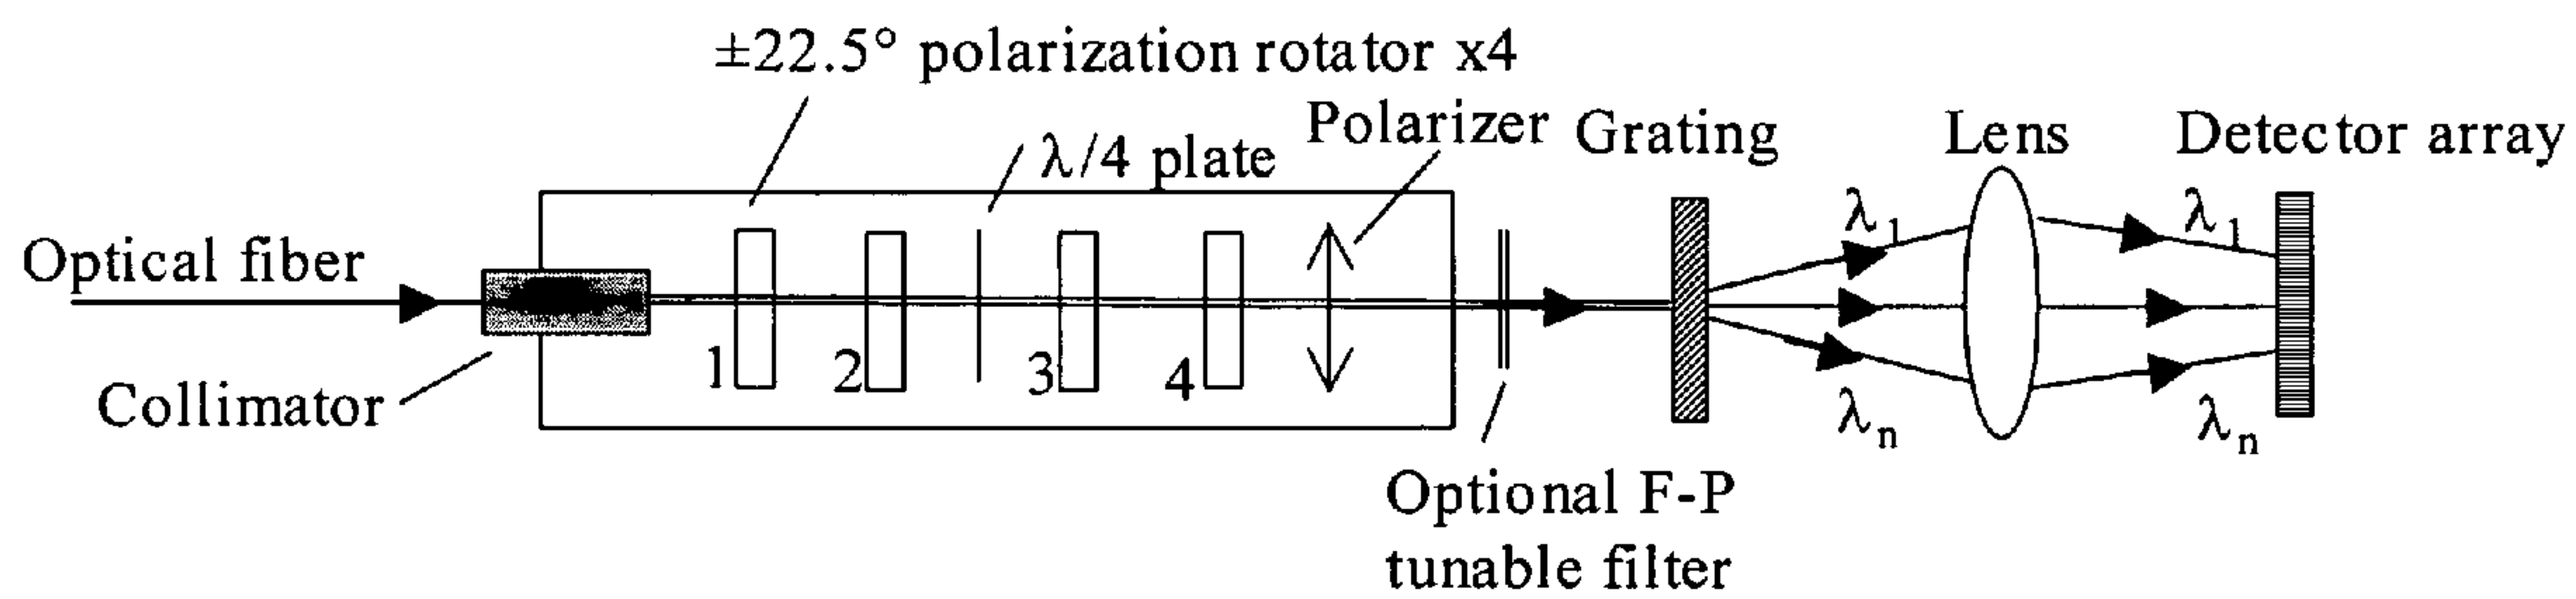 ±22.5° polarization rotator x4
Polarizer
Grating
Lens
Detector array
λ/4 plate
λ1
λ1
Optical fiber
1
2
3
4
Collimator
λn
λn
Optional F-P
tunable filter